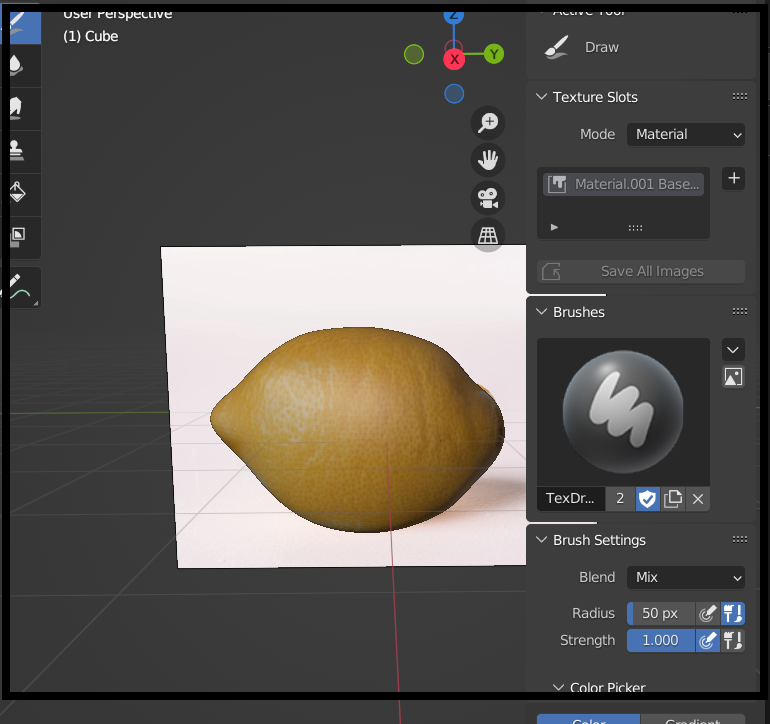 User Perspective
(1) Cube
Z
X
Y
Active Tool
Draw
Texture Slots
Mode
Material
Material.001 Base...
Save All Images
Brushes
TexDr...
2
Brush Settings
Blend
Mix
Radius
50 px
Strength
1.000
Color Picker
Color
Gradient